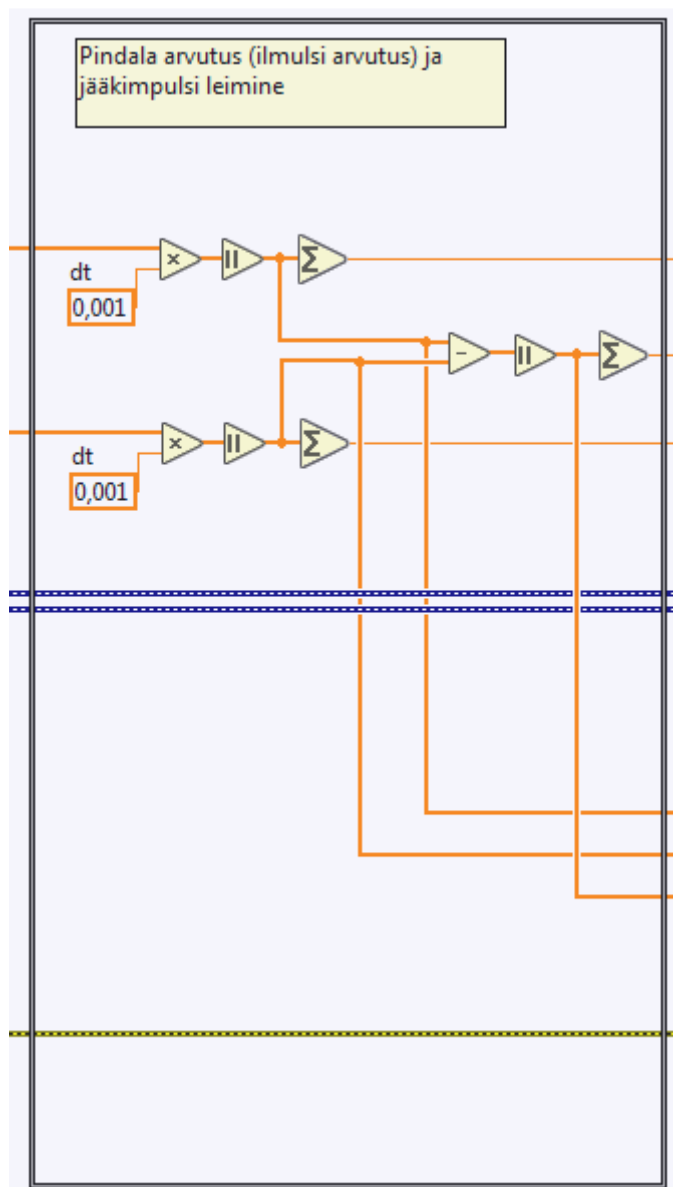 Pindala arvutus (ilmulsi arvutus) ja
jääkimpulsi leimine
dt
0,001
dt
0,001